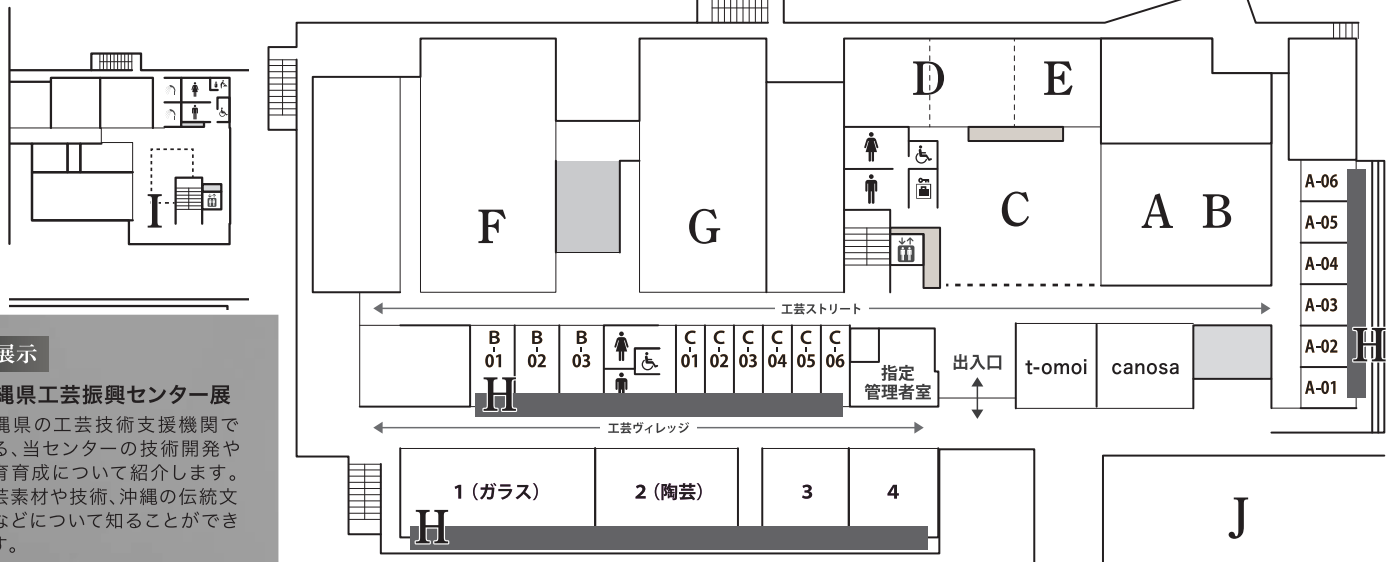 D
E
F
G
C
A
B
I
A-06
A-05
A-04
A-03
A-02
A-01
H
工芸ストリート
B-01
B-02
B-03
C-01
C-02
C-03
C-04
C-05
C-06
H
指定
管理者室
出入口
t-omoi
canosa
工芸ヴィレッジ
1（ガラス）
2（陶芸）
3
4
H
J
展示
縄県工芸振興センター展
縄県の工芸技術支援機関で
る、当センターの技術開発や
育育成について紹介します。
芸素材や技術、沖縄の伝統文
などについて知ることができ
す。